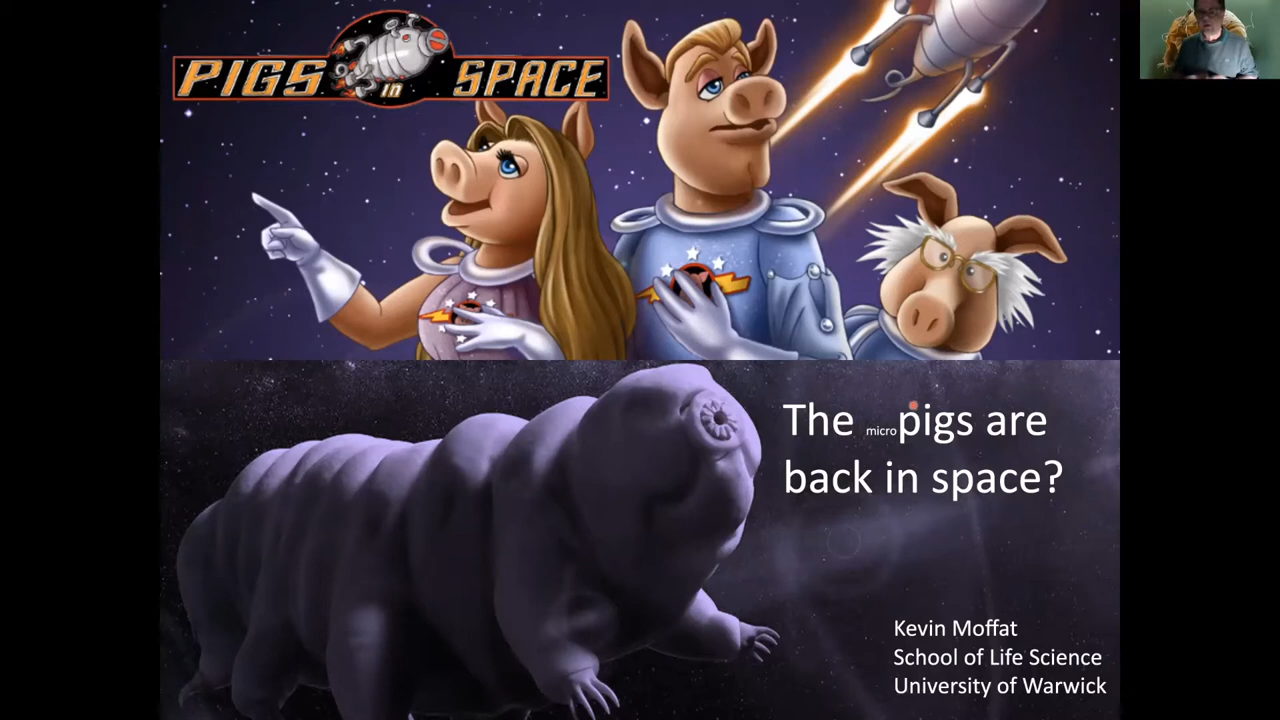 PIGS in SPACE
The micropigs are
back in space?
Kevin Moffat
School of Life Science
University of Warwick